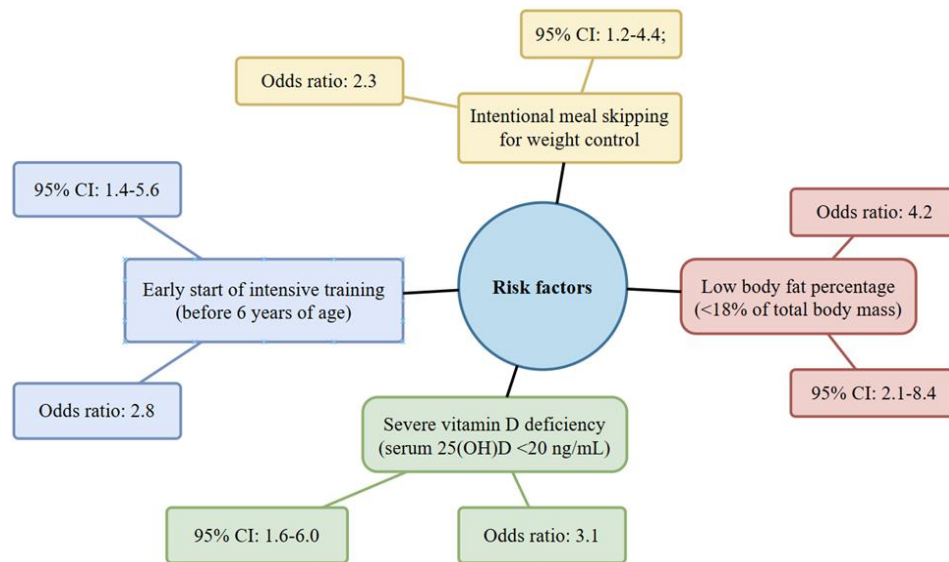 95% CI: 1.2-4.4;
Odds ratio: 2.3
Intentional meal skipping
for weight control
95% CI: 1.4-5.6
Early start of intensive training
(before 6 years of age)
Odds ratio: 2.8
Risk factors
Odds ratio: 4.2
Low body fat percentage
(<18% of total body mass)
95% CI: 2.1-8.4
Severe vitamin D deficiency
(serum 25(OH)D <20 ng/mL)
95% CI: 1.6-6.0
Odds ratio: 3.1